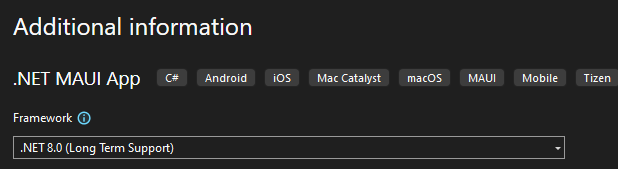 Additional information
.NET MAUI App C# Android iOS Mac Catalyst macOS MAUI Mobile Tizen
Framework
.NET 8.0 (Long Term Support)